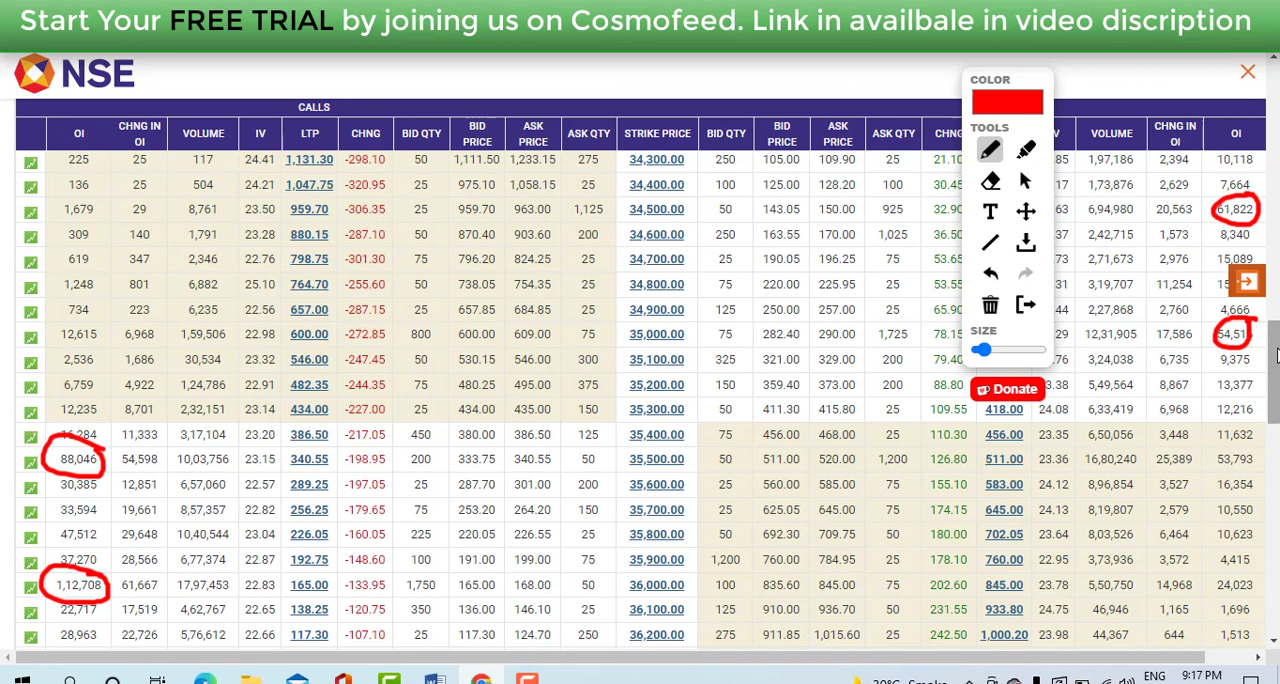 Start Your FREE TRIAL by joining us on Cosmofeed. Link in availbale in video discription
NSE
COLOR
TOOLS
SIZE
Donate
CALLS
OI CHNG IN OI VOLUME IV LTP CHNG BID QTY BID PRICE ASK PRICE ASK QTY STRIKE PRICE BID QTY BID PRICE ASK PRICE ASK QTY VOLUME CHNG IN OI OI
225 25 117 24.41 1,131.30 -298.10 50 1,111.50 1,233.15 275 34,300.00 250 105.00 109.90 25 21.10 85 1,97,186 2,394 10,118
136 25 504 24.21 1,047.75 -320.95 25 975.10 1,058.15 25 34,400.00 100 125.00 128.20 100 30.45 17 1,73,876 2,629 7,664
1,679 29 8,761 23.50 959.70 -306.35 25 959.70 963.00 1,125 34,500.00 50 143.05 150.00 925 32.90 63 6,94,980 20,563 61,822
309 140 1,791 23.28 880.15 -287.10 50 870.40 880.45 200 34,600.00 250 163.55 170.00 1,025 36.50 37 2,42,715 1,573 8,340
619 347 2,346 22.76 798.75 -301.30 75 796.20 824.25 25 34,700.00 25 190.05 196.25 75 53.65 37 2,71,673 2,976 15,089
1,248 801 6,882 25.10 764.70 -255.60 50 738.05 754.35 25 34,800.00 75 220.00 225.95 25 53.55 38 3,19,707 11,254
734 223 6,235 22.56 657.00 -287.15 25 657.85 684.85 25 34,900.00 125 250.00 257.00 25 65.90 44 2,27,868 2,760 4,666
12,615 6,968 1,59,506 22.98 600.00 -272.85 800 600.00 602.25 75 35,000.00 75 282.40 290.00 1,725 78.15 29 12,31,905 17,586
2,536 1,686 30,534 23.32 546.00 -247.45 50 530.15 546.00 200 35,100.00 325 321.00 329.00 200 79.40 76 3,24,038 6,735 9,375
6,759 4,922 1,24,786 22.91 482.35 -244.35 75 480.25 495.00 375 35,200.00 150 359.40 373.00 200 88.80 3.38 5,49,564 8,867 13,377
12,235 8,701 2,32,151 23.14 434.00 -227.00 25 434.00 435.00 150 35,300.00 50 411.30 415.80 25 109.55 418.00 24.08 6,33,419 6,968 12,216
16,284 11,333 3,17,104 23.20 386.50 -217.05 450 380.00 386.50 125 35,400.00 75 456.00 468.00 25 110.30 456.00 23.35 6,50,056 3,448 11,632
88,046 54,598 10,03,756 23.15 340.55 -198.95 200 333.75 340.55 50 35,500.00 50 511.00 520.00 1,200 126.80 511.00 23.36 16,80,240 25,389 53,793
30,385 12,851 6,57,060 22.57 289.25 -197.05 25 287.70 301.00 200 35,600.00 25 560.00 585.00 75 155.10 583.00 24.12 8,96,854 3,527 16,354
33,594 19,661 8,57,357 22.82 256.25 -179.65 75 253.20 264.20 150 35,700.00 25 625.05 645.00 75 174.15 645.00 24.13 8,19,807 2,579 10,550
47,512 29,648 10,40,544 23.04 226.05 -160.05 225 220.05 226.55 25 35,800.00 50 692.30 709.75 50 180.00 702.05 23.64 8,03,526 6,464 10,623
37,270 28,566 6,77,374 22.87 192.75 -148.60 100 191.00 199.00 75 35,900.00 1,200 760.00 784.95 25 178.10 760.00 22.95 3,73,936 3,572 4,415
1,12,708 61,667 17,97,453 22.83 165.00 -133.95 1,750 165.00 168.00 50 36,000.00 100 845.00 75 202.60 845.00 23.78 5,50,750 14,968 24,023
22,717 17,519 4,62,767 22.65 138.25 -120.75 350 136.00 146.10 25 36,100.00 125 910.00 936.70 50 231.55 933.80 24.75 46,946 1,165 1,696
28,963 22,726 5,76,612 22.66 117.30 -107.10 25 117.30 124.70 250 36,200.00 275 911.85 1,015.60 25 242.50 1,000.20 23.98 44,367 644 1,513
ENG 9:17 PM